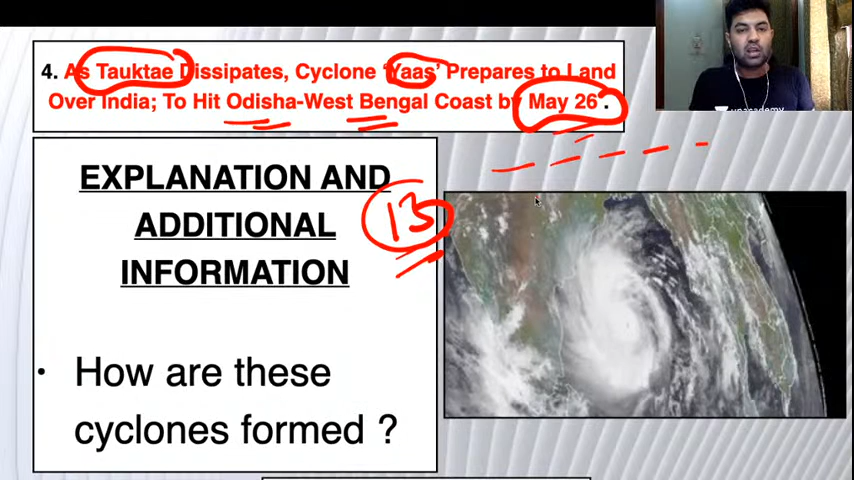 4. As Tauktae Dissipates, Cyclone ‘Yaas’ Prepares to Land
Over India; To Hit Odisha-West Bengal Coast by May 26”.
EXPLANATION AND
ADDITIONAL
INFORMATION
13
• How are these
cyclones formed ?
unacademy